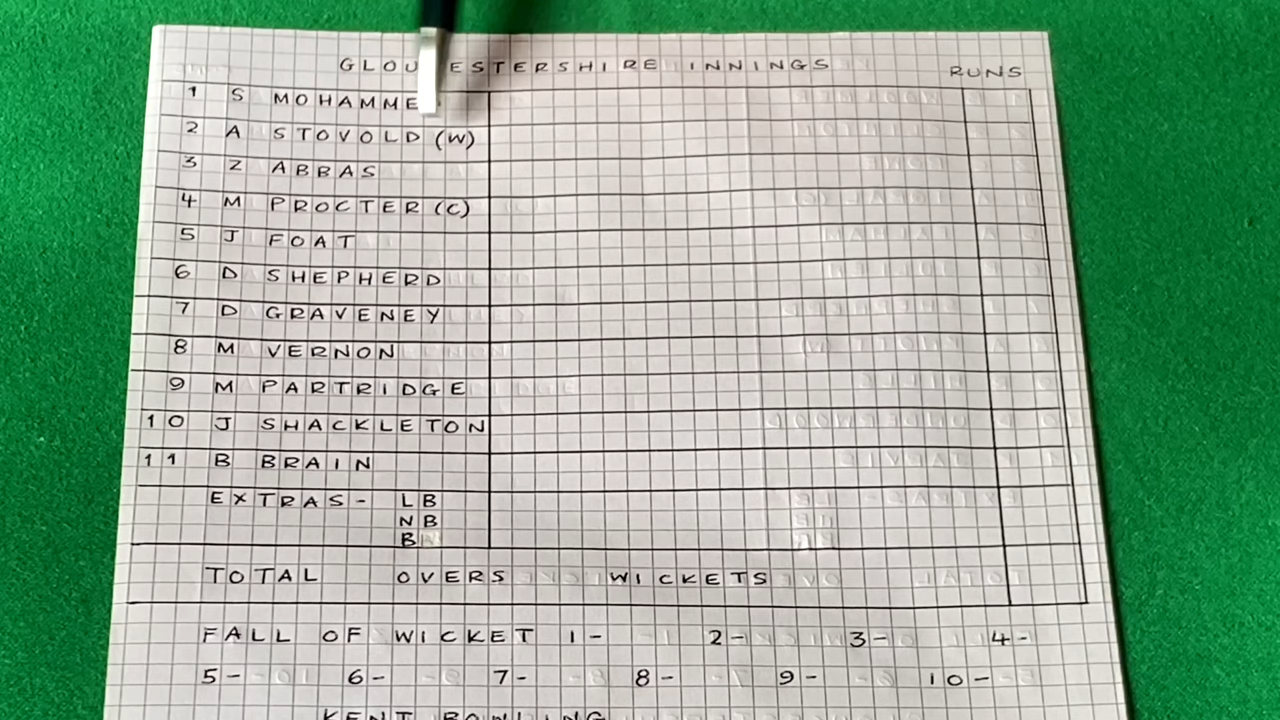 GLOU ESTERSHIRE INNINGS RUNS
1 S MOHAMME
2 A STOVOLD (W)
3 Z ABBAS
4 M PROCTER (C)
5 J FOAT
6 D SHEPHERD
7 D GRAVENEY
8 M VERNON
9 M PARTRIDGE
10 J SHACKLETON
11 B BRAIN
EXTRAS- LB
NB
B
TOTAL OVERS WICKETS
FALL OF WICKET 1- 2- 3- 4-
5- 6- 7- 8- 9- 10-
KENT BOWLING